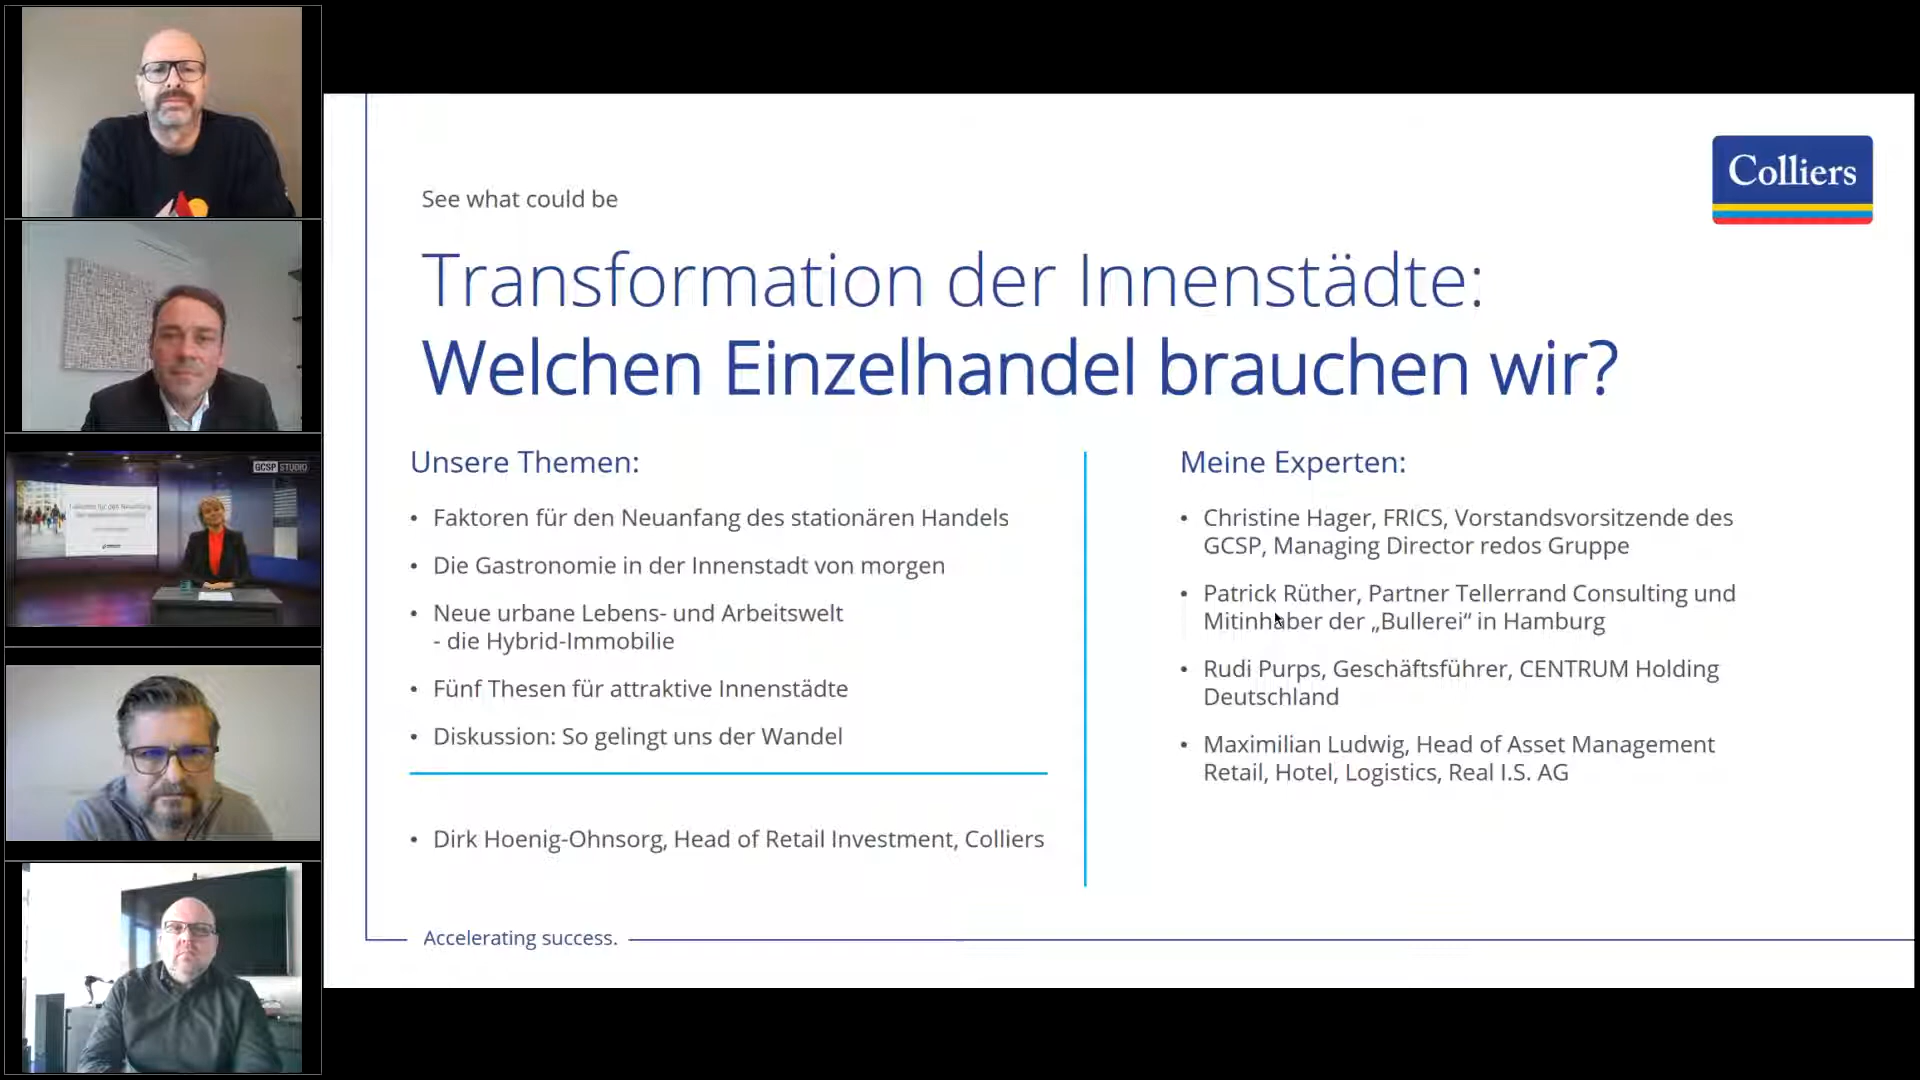 See what could be
Colliers
Transformation der Innenstädte:
Welchen Einzelhandel brauchen wir?
Unsere Themen:
• Faktoren für den Neuanfang des stationären Handels
• Die Gastronomie in der Innenstadt von morgen
• Neue urbane Lebens- und Arbeitswelt
- die Hybrid-Immobilie
• Fünf Thesen für attraktive Innenstädte
• Diskussion: So gelingt uns der Wandel
• Dirk Hoenig-Ohnsorg, Head of Retail Investment, Colliers
Meine Experten:
• Christine Hager, FRICS, Vorstandsvorsitzende des
GCSP, Managing Director redos Gruppe
• Patrick Rüther, Partner Tellerrand Consulting und
Mitinhaber der „Bullerei“ in Hamburg
• Rudi Purps, Geschäftsführer, CENTRUM Holding
Deutschland
• Maximilian Ludwig, Head of Asset Management
Retail, Hotel, Logistics, Real I.S. AG
Accelerating success.
GCSP STUDIO
Faktoren für den Neuanfang